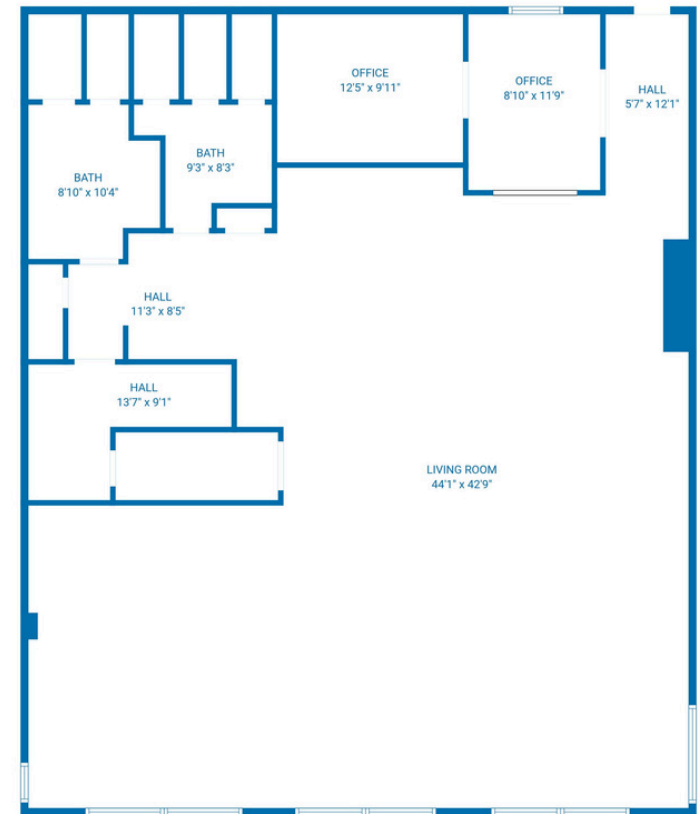 OFFICE
12'5" x 9'11"
OFFICE
8'10" x 11'9"
HALL
5'7" x 12'1"
BATH
9'3" x 8'3"
BATH
8'10" x 10'4"
HALL
11'3" x 8'5"
HALL
13'7" x 9'1"
LIVING ROOM
44'1" x 42'9"